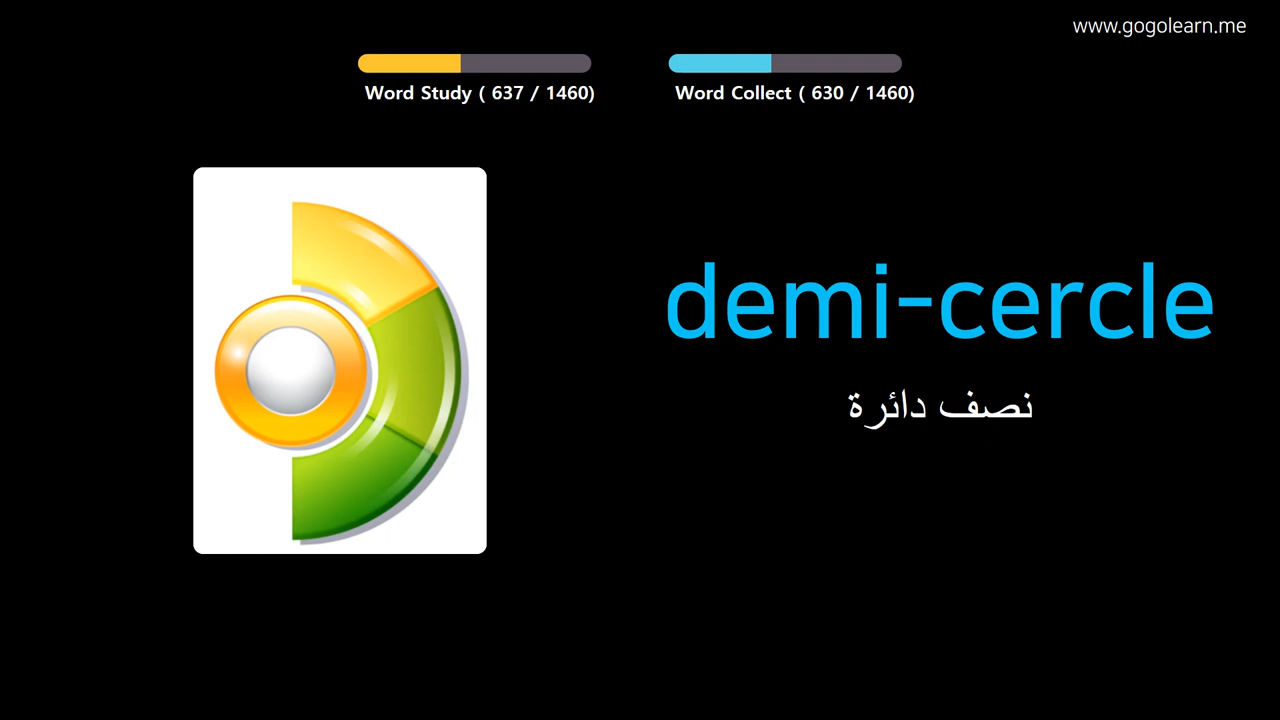 www.gogolearn.me
Word Study ( 637 / 1460)
Word Collect ( 630 / 1460)
demi-cercle
نصف دائرة